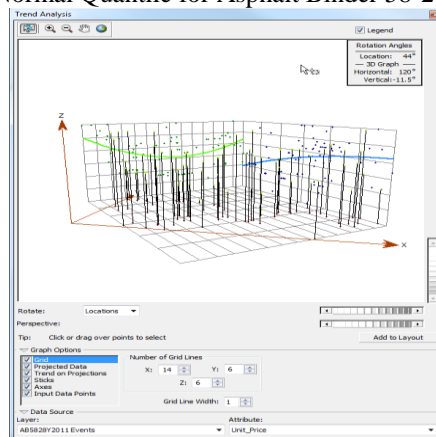 Normal Quantile for Asphalt Binder 58-2
Trend Analysis
Legend
Rotation Angles
Location: 44°
3D Graph
Horizontal: 120°
Vertical:-11.5°
Z
X
Rotate: Locations
Perspective:
Tip: Click or drag over points to select
Add to Layout
Graph Options
Grid
Projected Data
Trend on Projections
Sticks
Axes
Input Data Points
Number of Grid Lines
X: 14 Y: 6
Z: 6
Grid Line Width: 1
Data Source
Layer: Attribute:
AB5828Y2011 Events Unit_Price